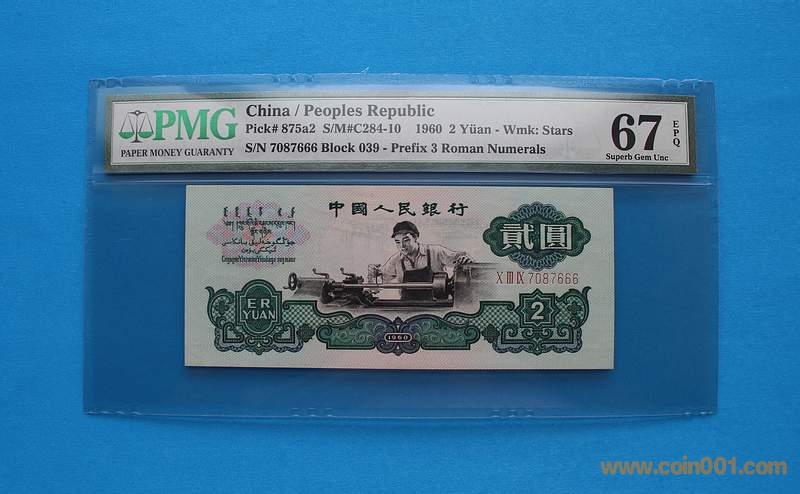 PMG
PAPER MONEY GUARANTY
China / Peoples Republic
Pick# 875a2 S/M#C284-10 1960 2 Yüan - Wmk: Stars
S/N 7087666 Block 039 - Prefix 3 Roman Numerals
67 EPQ
Superb Gem Unc
中國人民銀行
貳圓
X III IX 7087666
ER
YUAN
2
1960
www.coin001.com